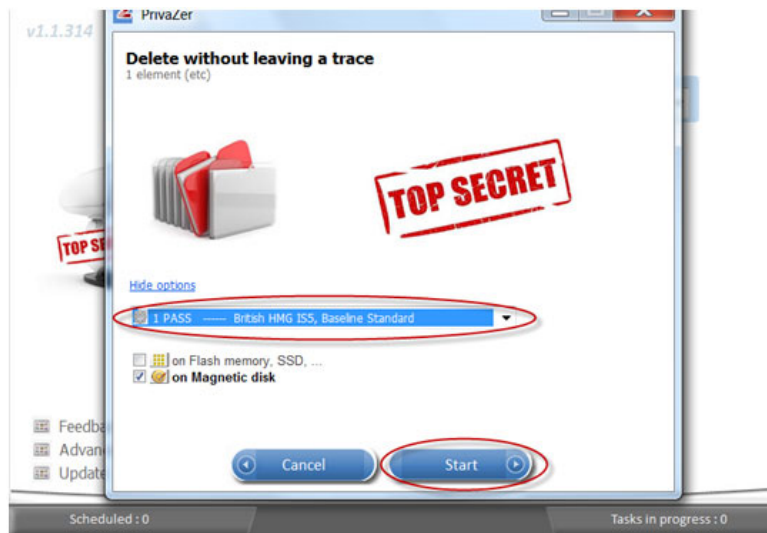 v1.1.314
PrivaZer
Delete without leaving a trace
1 element (etc)
TOP SECRET
TOP SE
Hide options
1 PASS ------ British HMG IS5, Baseline Standard
on Flash memory, SSD, ...
on Magnetic disk
Feedba
Advan
Update
Cancel
Start
Scheduled : 0
Tasks in progress : 0